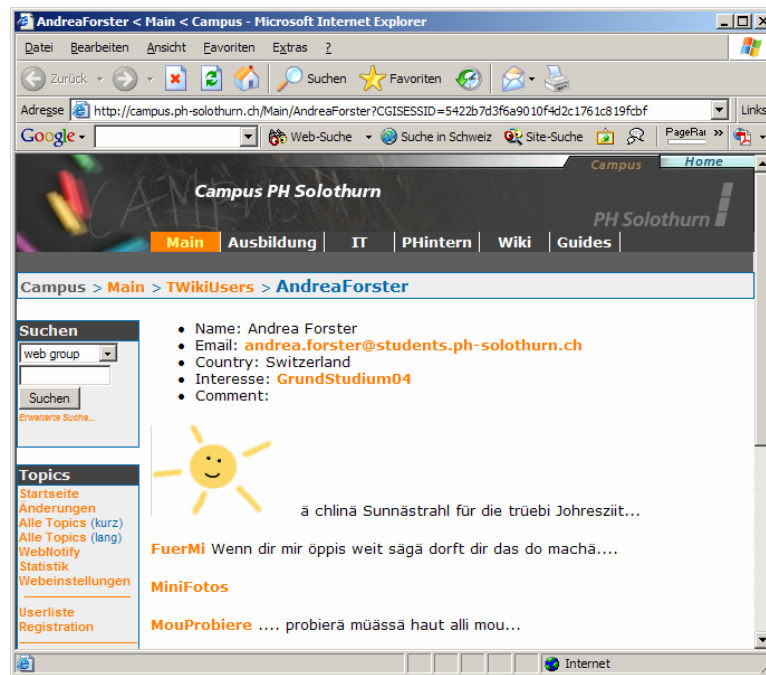 AndreaForster < Main < Campus - Microsoft Internet Explorer
Datei Bearbeiten Ansicht Favoriten Extras ?
Zurück Suchen Favoriten
Adresse http://campus.ph-solothurn.ch/Main/AndreaForster?CGISESSID=5422b7d3f6a9010f4d2c1761c819fcbf Links
Google Web-Suche Suche in Schweiz Site-Suche PageRa »
Campus Home
CAMPUS
Campus PH Solothurn
PH Solothurn
Main Ausbildung IT PHintern Wiki Guides
Campus > Main > TWikiUsers > AndreaForster
Suchen
web group
Suchen
Erweiterte Suche...
• Name: Andrea Forster
• Email: andrea.forster@students.ph-solothurn.ch
• Country: Switzerland
• Interesse: GrundStudium04
• Comment:
ä chlinä Sunnästrahl für die trüebi Johresziit...
FuerMi Wenn dir mir öppis weit sägä dorft dir das do machä....
MiniFotos
MouProbiere .... probierä müässä haut alli mou...
Topics
Startseite
Änderungen
Alle Topics (kurz)
Alle Topics (lang)
WebNotify
Statistik
Webeinstellungen
Userliste
Registration
Internet